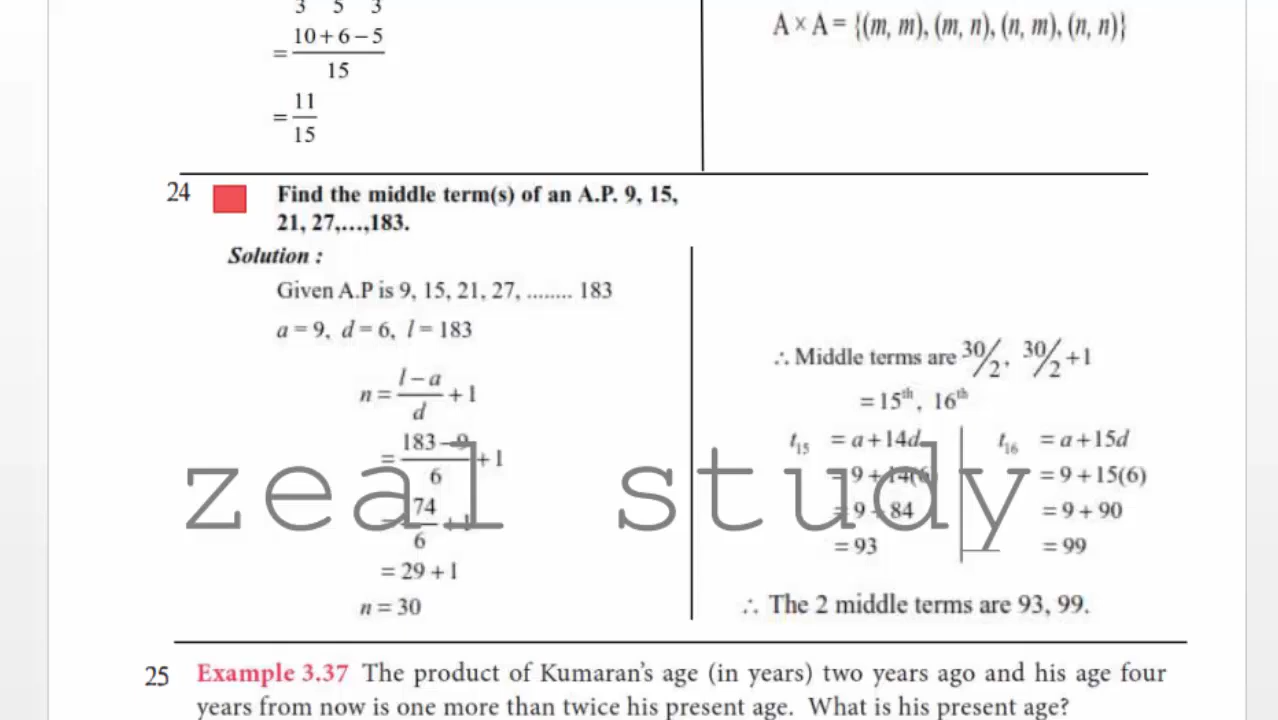 3 5 3
= 10+6−5
15
= 11
15
A × A = {(m, m), (m, n), (n, m), (n, n)}
24 Find the middle term(s) of an A.P. 9, 15,
21, 27,...,183.
Solution :
Given A.P is 9, 15, 21, 27, ........ 183
a = 9, d = 6, l = 183
n = l − a / d + 1
= 183 − 9 / 6 + 1
= 74 / 6 + 1
= 29 + 1
n = 30
∴ Middle terms are 30/2, 30/2 + 1
= 15th, 16th
t15 = a + 14d
= 9 + 14(6)
= 9 + 84
= 93
t16 = a + 15d
= 9 + 15(6)
= 9 + 90
= 99
∴ The 2 middle terms are 93, 99.
zeal study
25 Example 3.37 The product of Kumaran’s age (in years) two years ago and his age four
years from now is one more than twice his present age. What is his present age?